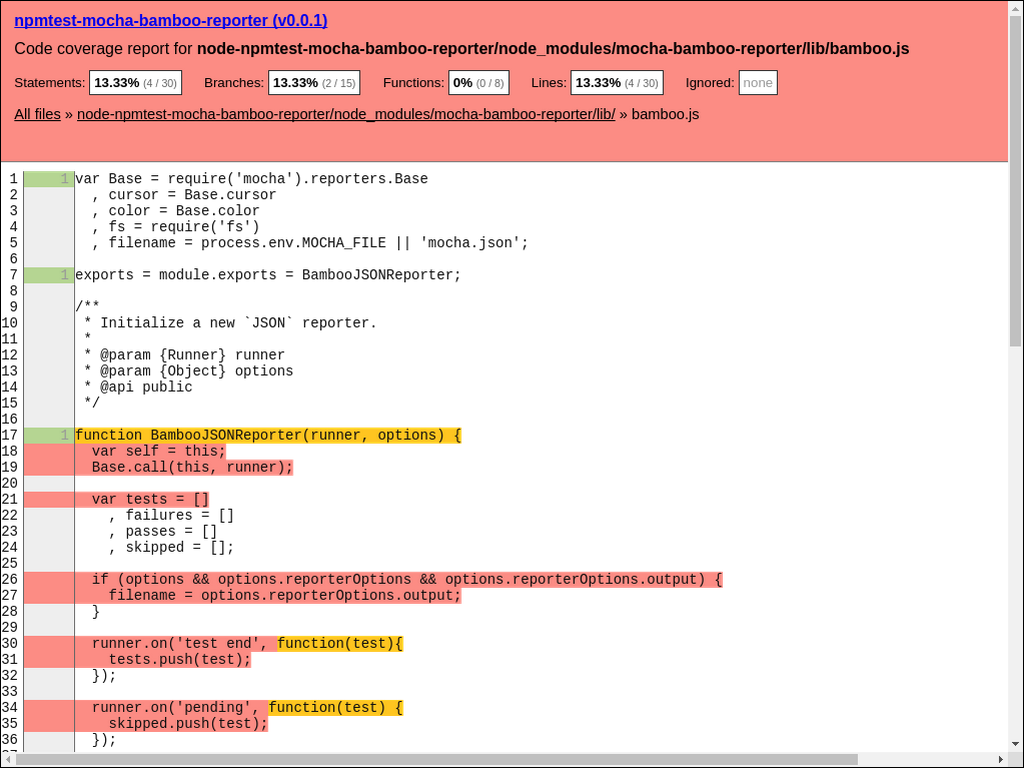 npmtest-mocha-bamboo-reporter (v0.0.1)
Code coverage report for node-npmtest-mocha-bamboo-reporter/node_modules/mocha-bamboo-reporter/lib/bamboo.js
Statements: 13.33% (4 / 30) Branches: 13.33% (2 / 15) Functions: 0% (0 / 8) Lines: 13.33% (4 / 30) Ignored: none
All files » node-npmtest-mocha-bamboo-reporter/node_modules/mocha-bamboo-reporter/lib/ » bamboo.js
1 1 var Base = require('mocha').reporters.Base
2   , cursor = Base.cursor
3   , color = Base.color
4   , fs = require('fs')
5   , filename = process.env.MOCHA_FILE || 'mocha.json';
6
7 1 exports = module.exports = BambooJSONReporter;
8
9 /**
10  * Initialize a new `JSON` reporter.
11  *
12  * @param {Runner} runner
13  * @param {Object} options
14  * @api public
15  */
16
17 1 function BambooJSONReporter(runner, options) {
18   var self = this;
19   Base.call(this, runner);
20
21   var tests = []
22     , failures = []
23     , passes = []
24     , skipped = [];
25
26   if (options && options.reporterOptions && options.reporterOptions.output) {
27     filename = options.reporterOptions.output;
28   }
29
30   runner.on('test end', function(test){
31     tests.push(test);
32   });
33
34   runner.on('pending', function(test) {
35     skipped.push(test);
36   });